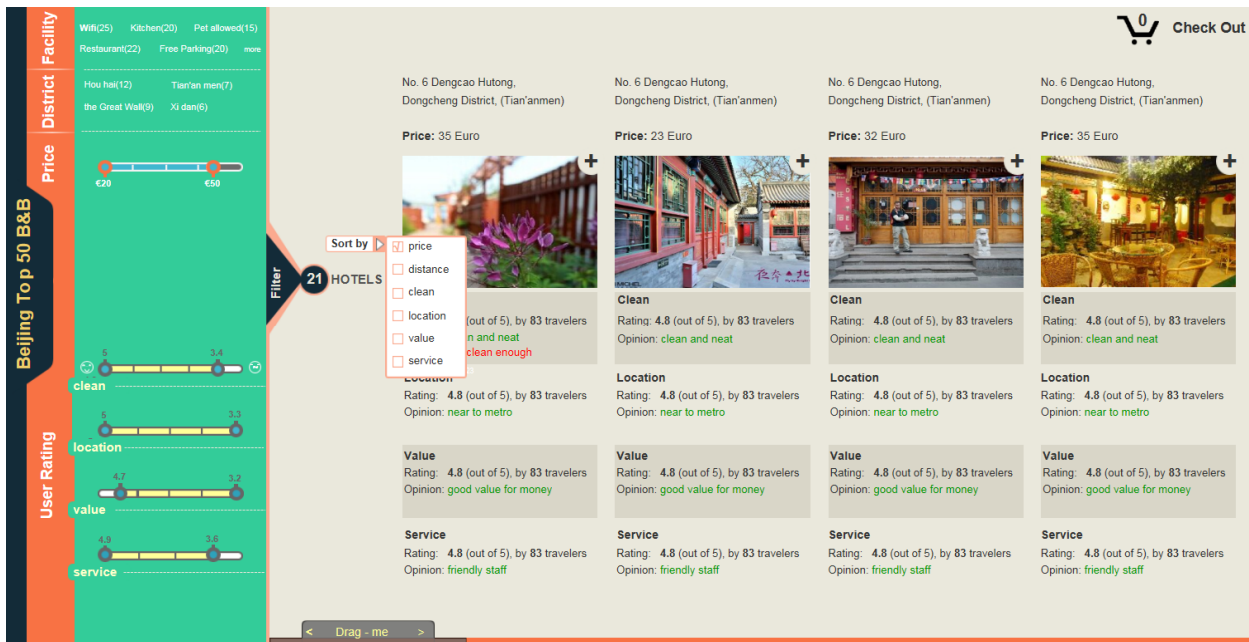 Beijing Top 50 B&B
Facility
Wifi(25) Kitchen(20) Pet allowed(15)
Restaurant(22) Free Parking(20) more
District
Hou hai(12) Tian'an men(7)
the Great Wall(9) Xi dan(6)
Price
€20 €50
User Rating
5 3.4
clean
5 3.3
location
4.7 3.2
value
4.9 3.6
service
Filter
21 HOTELS
Sort by
price
distance
clean
location
value
service
0 Check Out
No. 6 Dengcao Hutong,
Dongcheng District, (Tian'anmen)
Price: 35 Euro
+
(out of 5), by 83 travelers
n and neat
clean enough
Location
Rating: 4.8 (out of 5), by 83 travelers
Opinion: near to metro
Value
Rating: 4.8 (out of 5), by 83 travelers
Opinion: good value for money
Service
Rating: 4.8 (out of 5), by 83 travelers
Opinion: friendly staff
No. 6 Dengcao Hutong,
Dongcheng District, (Tian'anmen)
Price: 23 Euro
+
夜奔北
MICHEL
Clean
Rating: 4.8 (out of 5), by 83 travelers
Opinion: clean and neat
Location
Rating: 4.8 (out of 5), by 83 travelers
Opinion: near to metro
Value
Rating: 4.8 (out of 5), by 83 travelers
Opinion: good value for money
Service
Rating: 4.8 (out of 5), by 83 travelers
Opinion: friendly staff
No. 6 Dengcao Hutong,
Dongcheng District, (Tian'anmen)
Price: 32 Euro
+
Clean
Rating: 4.8 (out of 5), by 83 travelers
Opinion: clean and neat
Location
Rating: 4.8 (out of 5), by 83 travelers
Opinion: near to metro
Value
Rating: 4.8 (out of 5), by 83 travelers
Opinion: good value for money
Service
Rating: 4.8 (out of 5), by 83 travelers
Opinion: friendly staff
No. 6 Dengcao Hutong,
Dongcheng District, (Tian'anmen)
Price: 35 Euro
+
Clean
Rating: 4.8 (out of 5), by 83 travelers
Opinion: clean and neat
Location
Rating: 4.8 (out of 5), by 83 travelers
Opinion: near to metro
Value
Rating: 4.8 (out of 5), by 83 travelers
Opinion: good value for money
Service
Rating: 4.8 (out of 5), by 83 travelers
Opinion: friendly staff
< Drag - me >